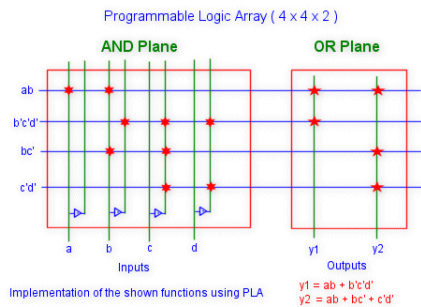 Programmable Logic Array ( 4 x 4 x 2 )
AND Plane
OR Plane
ab
b'c'd'
bc'
c'd'
a
b
c
d
y1
y2
Inputs
Outputs
Implementation of the shown functions using PLA
y1 = ab + b'c'd'
y2 = ab + bc' + c'd'